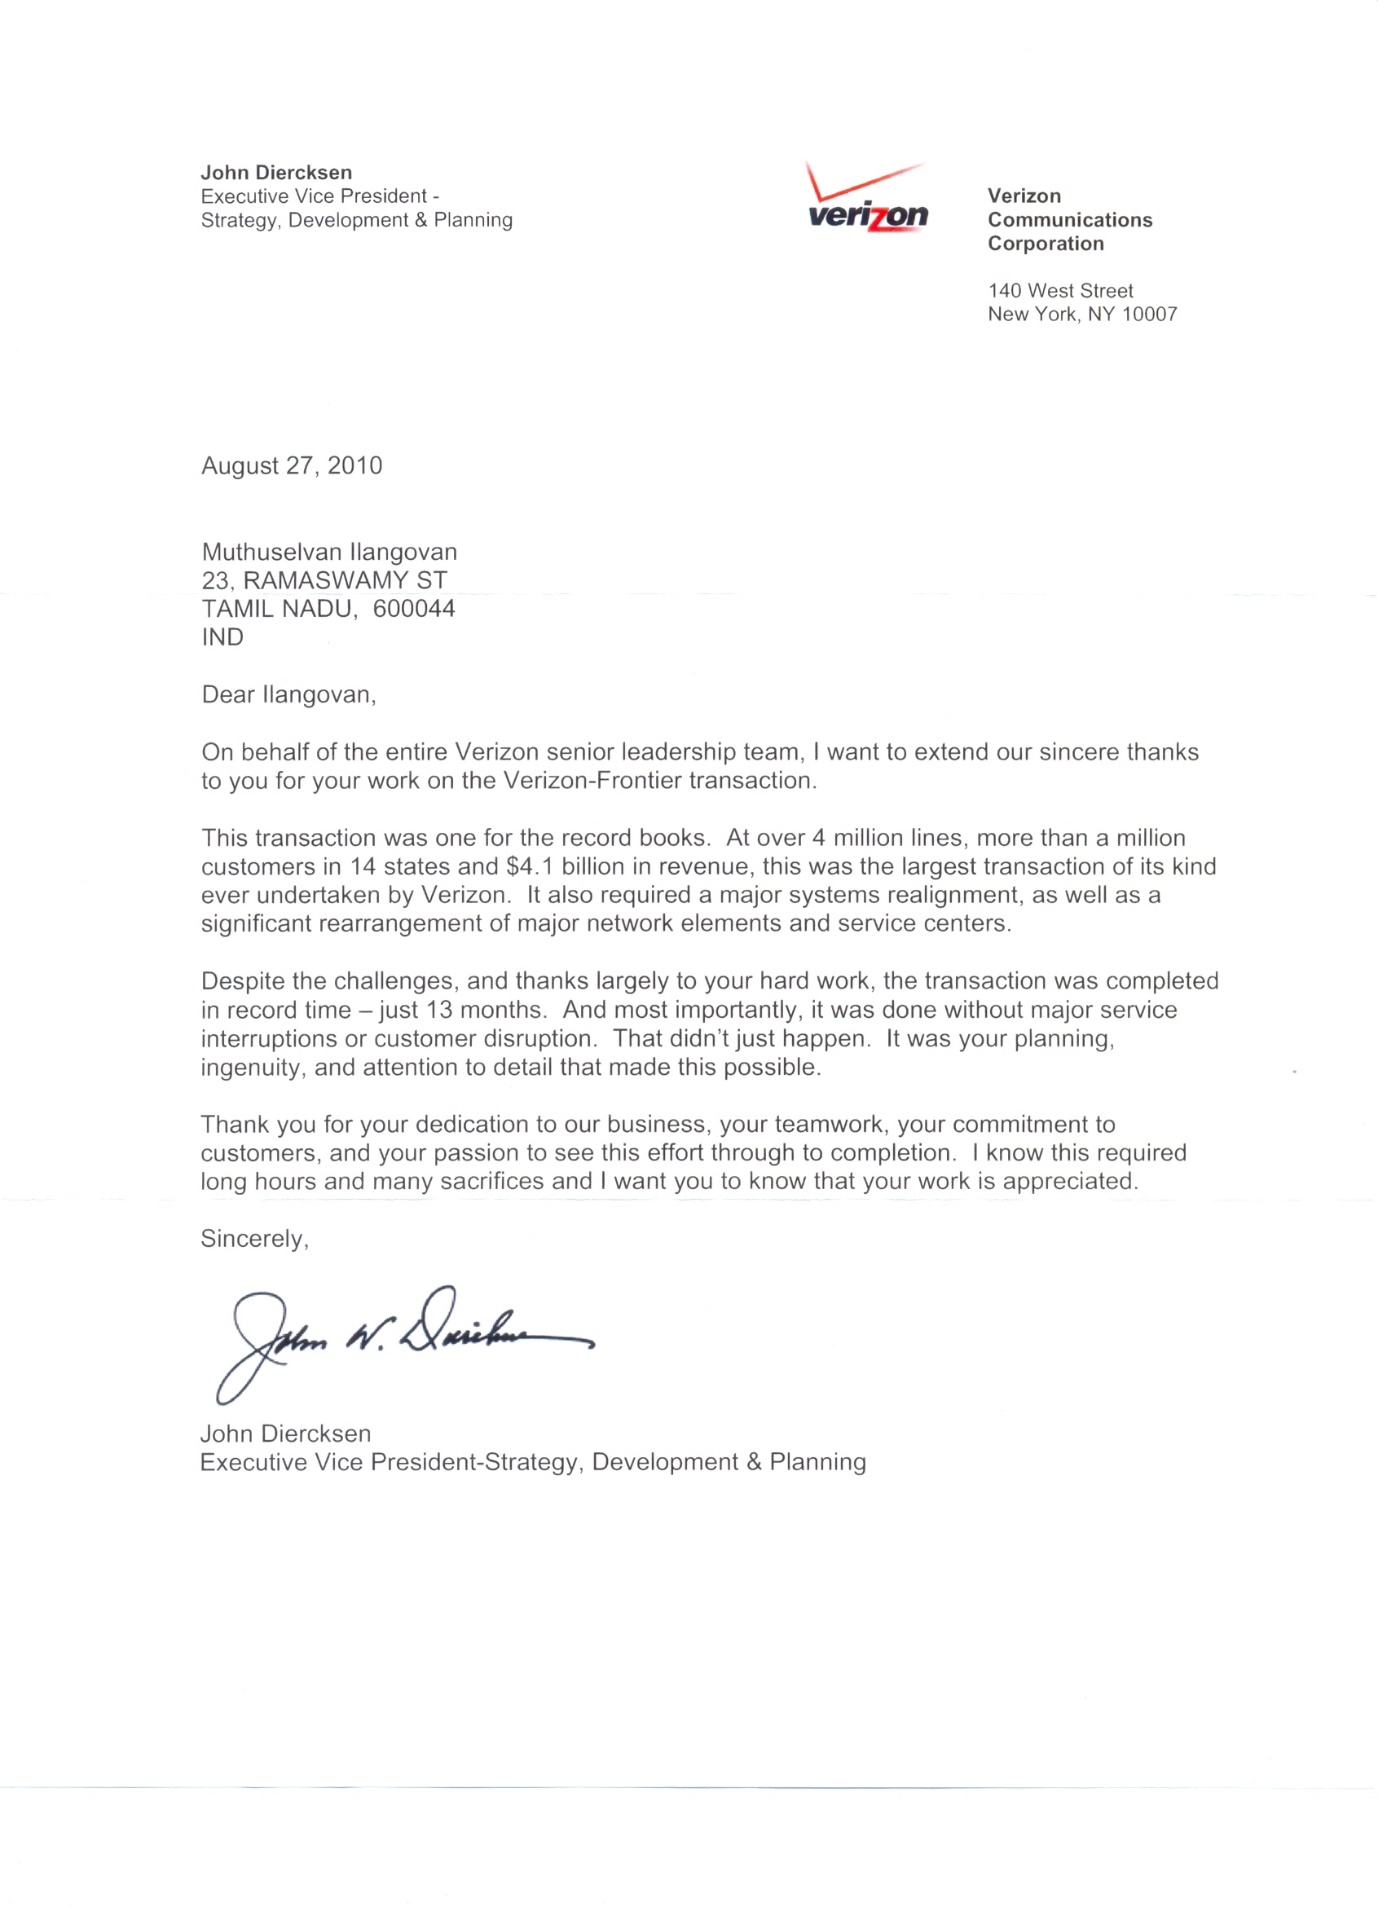 John Diercksen
Executive Vice President -
Strategy, Development & Planning
verizon
Verizon
Communications
Corporation
140 West Street
New York, NY 10007
August 27, 2010
Muthuselvan Ilangovan
23, RAMASWAMY ST
TAMIL NADU,  600044
IND
Dear Ilangovan,
On behalf of the entire Verizon senior leadership team, I want to extend our sincere thanks
to you for your work on the Verizon-Frontier transaction.
This transaction was one for the record books.  At over 4 million lines, more than a million
customers in 14 states and $4.1 billion in revenue, this was the largest transaction of its kind
ever undertaken by Verizon.  It also required a major systems realignment, as well as a
significant rearrangement of major network elements and service centers.
Despite the challenges, and thanks largely to your hard work, the transaction was completed
in record time – just 13 months.  And most importantly, it was done without major service
interruptions or customer disruption.  That didn't just happen.  It was your planning,
ingenuity, and attention to detail that made this possible.
Thank you for your dedication to our business, your teamwork, your commitment to
customers, and your passion to see this effort through to completion.  I know this required
long hours and many sacrifices and I want you to know that your work is appreciated.
Sincerely,
John W. Diercksen
John Diercksen
Executive Vice President-Strategy, Development & Planning